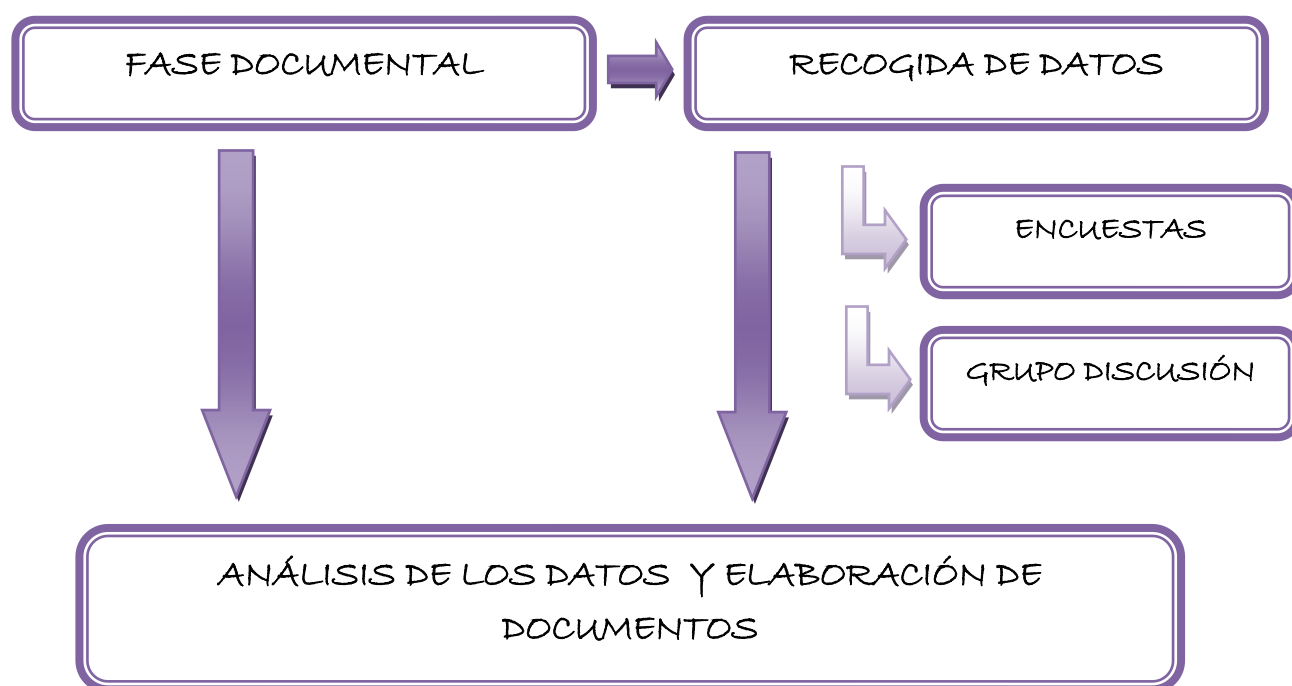 FASE DOCUMENTAL
RECOGIDA DE DATOS
ENCUESTAS
GRUPO DISCUSIÓN
ANÁLISIS DE LOS DATOS Y ELABORACIÓN DE
DOCUMENTOS